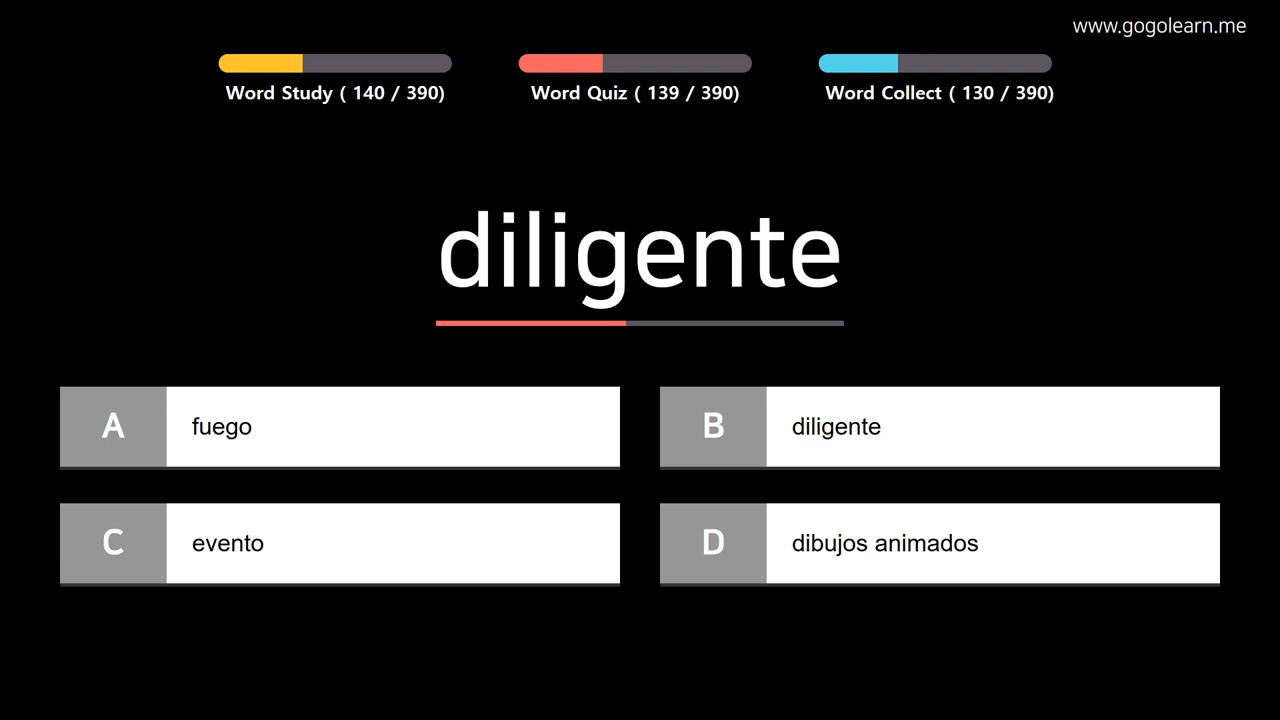 www.gogolearn.me
Word Study ( 140 / 390)
Word Quiz ( 139 / 390)
Word Collect ( 130 / 390)
diligente
A
fuego
B
diligente
C
evento
D
dibujos animados